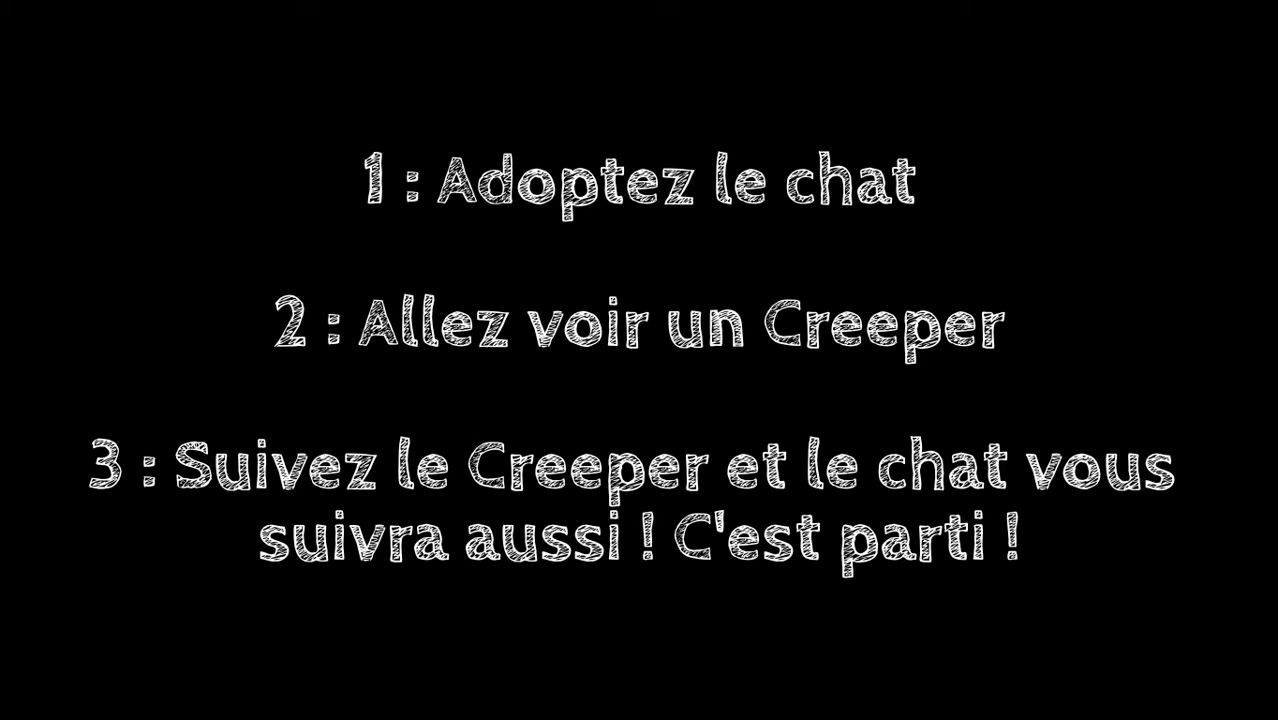 1 : Adoptez le chat
2 : Allez voir un Creeper
3 : Suivez le Creeper et le chat vous
suivra aussi ! C'est parti !